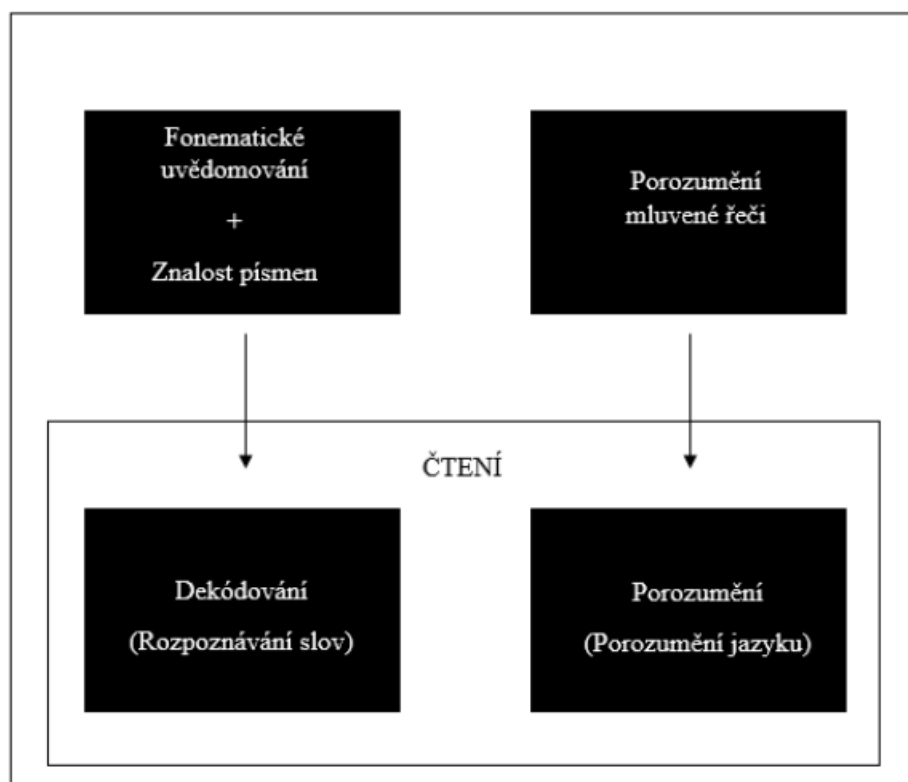 Fonematické
uvědomování
+
Znalost písmen
Porozumění
mluvené řeči
ČTENÍ
Dekódování
(Rozpoznávání slov)
Porozumění
(Porozumění jazyku)